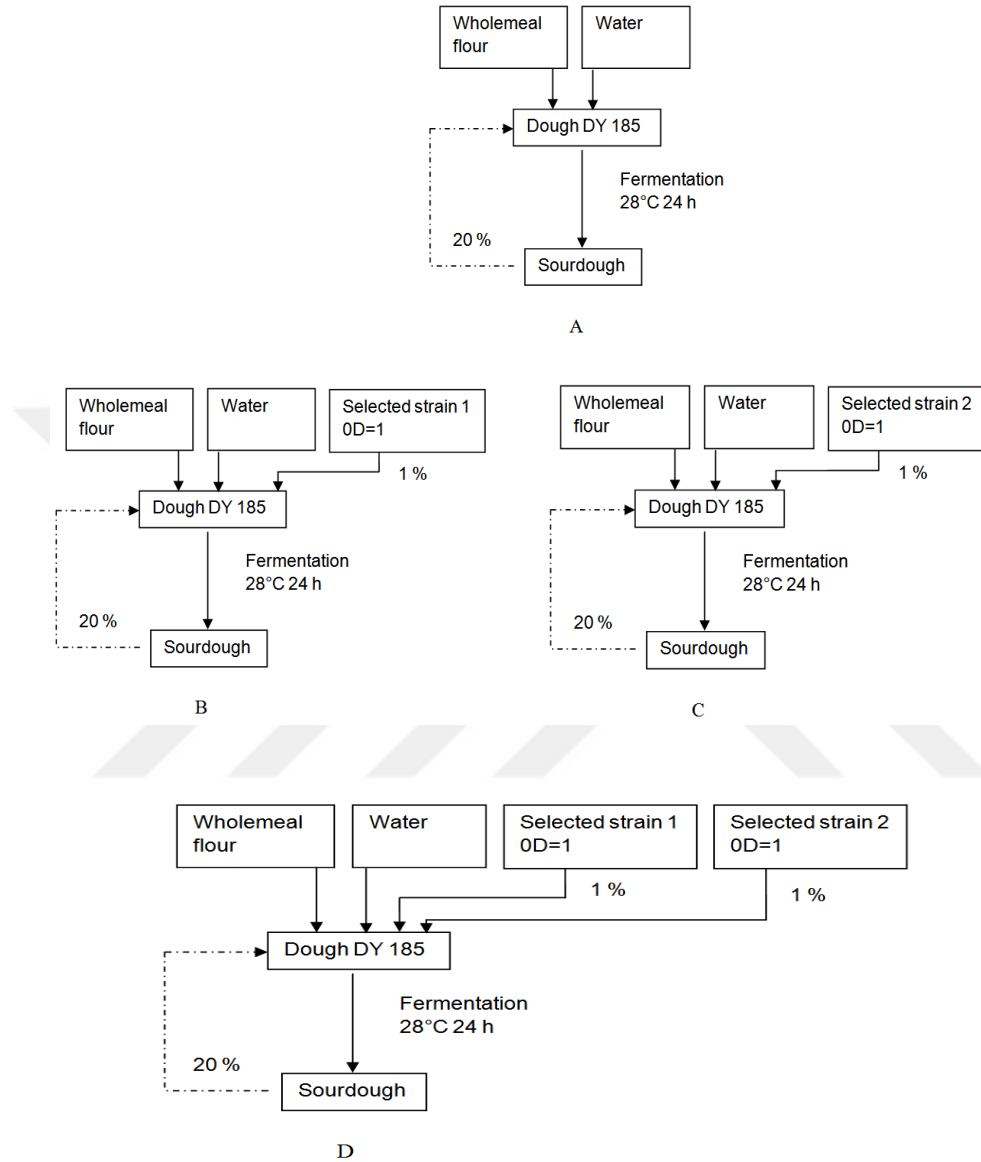 Wholemeal
flour
Water
Dough DY 185
Fermentation
28°C 24 h
20 %
Sourdough
A
Wholemeal
flour
Water
Selected strain 1
0D=1
1 %
Dough DY 185
Fermentation
28°C 24 h
20 %
Sourdough
B
Wholemeal
flour
Water
Selected strain 2
0D=1
1 %
Dough DY 185
Fermentation
28°C 24 h
20 %
Sourdough
C
Wholemeal
flour
Water
Selected strain 1
0D=1
Selected strain 2
0D=1
1 %
1 %
Dough DY 185
Fermentation
28°C 24 h
20 %
Sourdough
D